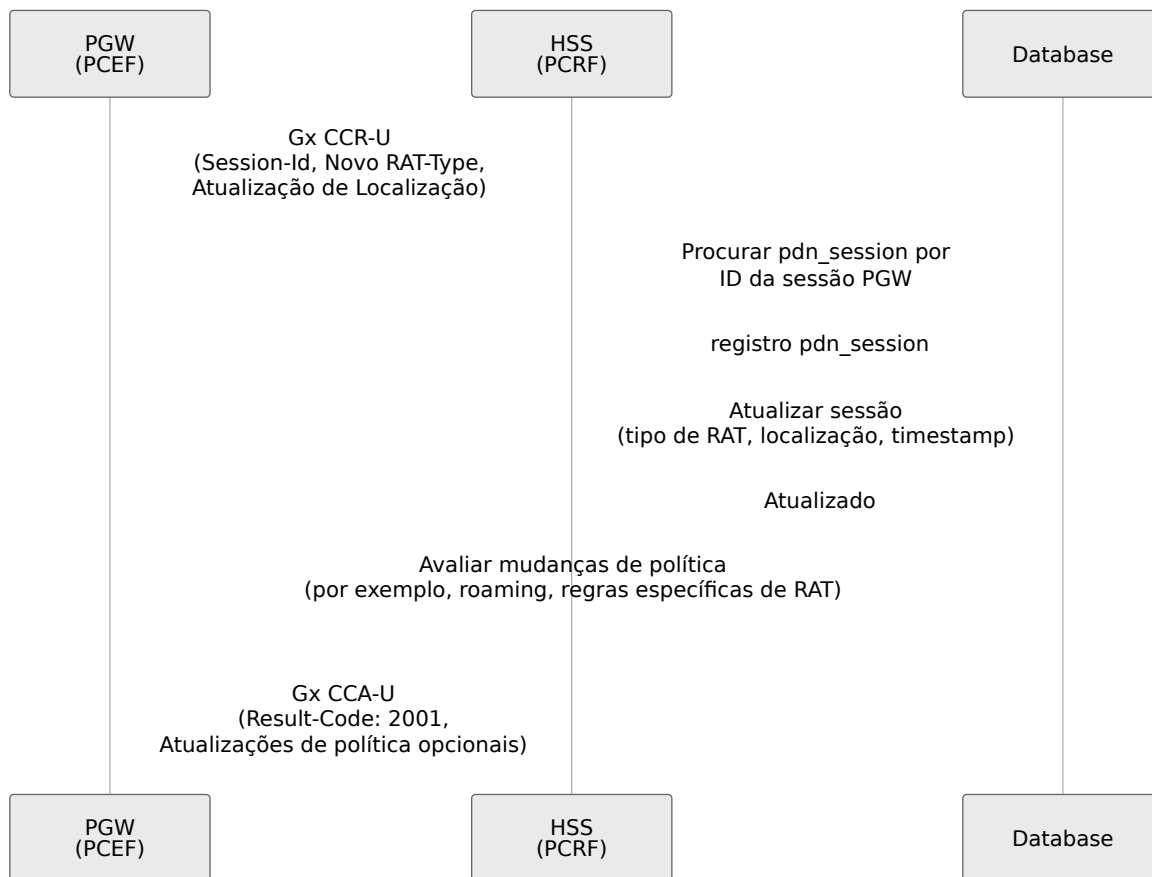 PGW
(PCEF)
HSS
(PCRF)
Database
Gx CCR-U
(Session-Id, Novo RAT-Type,
Atualização de Localização)
Procurar pdn_session por
ID da sessão PGW
registro pdn_session
Atualizar sessão
(tipo de RAT, localização, timestamp)
Atualizado
Avaliar mudanças de política
(por exemplo, roaming, regras específicas de RAT)
Gx CCA-U
(Result-Code: 2001,
Atualizações de política opcionais)
PGW
(PCEF)
HSS
(PCRF)
Database